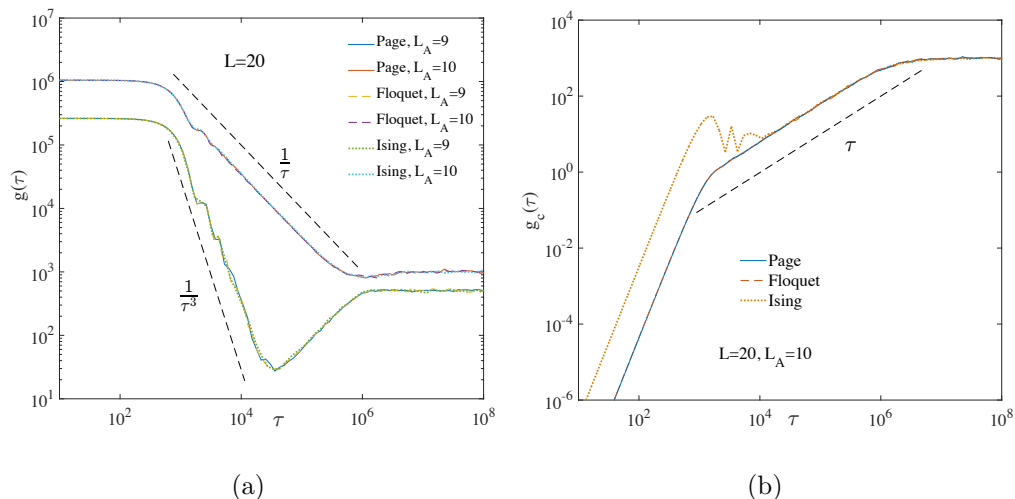 10^7
10^6
10^5
10^4
10^3
10^2
10^1
g(τ)
L=20
Page, L_A=9
Page, L_A=10
Floquet, L_A=9
Floquet, L_A=10
Ising, L_A=9
Ising, L_A=10
1/τ
1/τ^3
10^2
10^4
10^6
10^8
τ
(a)
10^4
10^2
10^0
10^-2
10^-4
10^-6
g_c(τ)
τ
Page
Floquet
Ising
L=20, L_A=10
10^2
10^4
10^6
10^8
τ
(b)